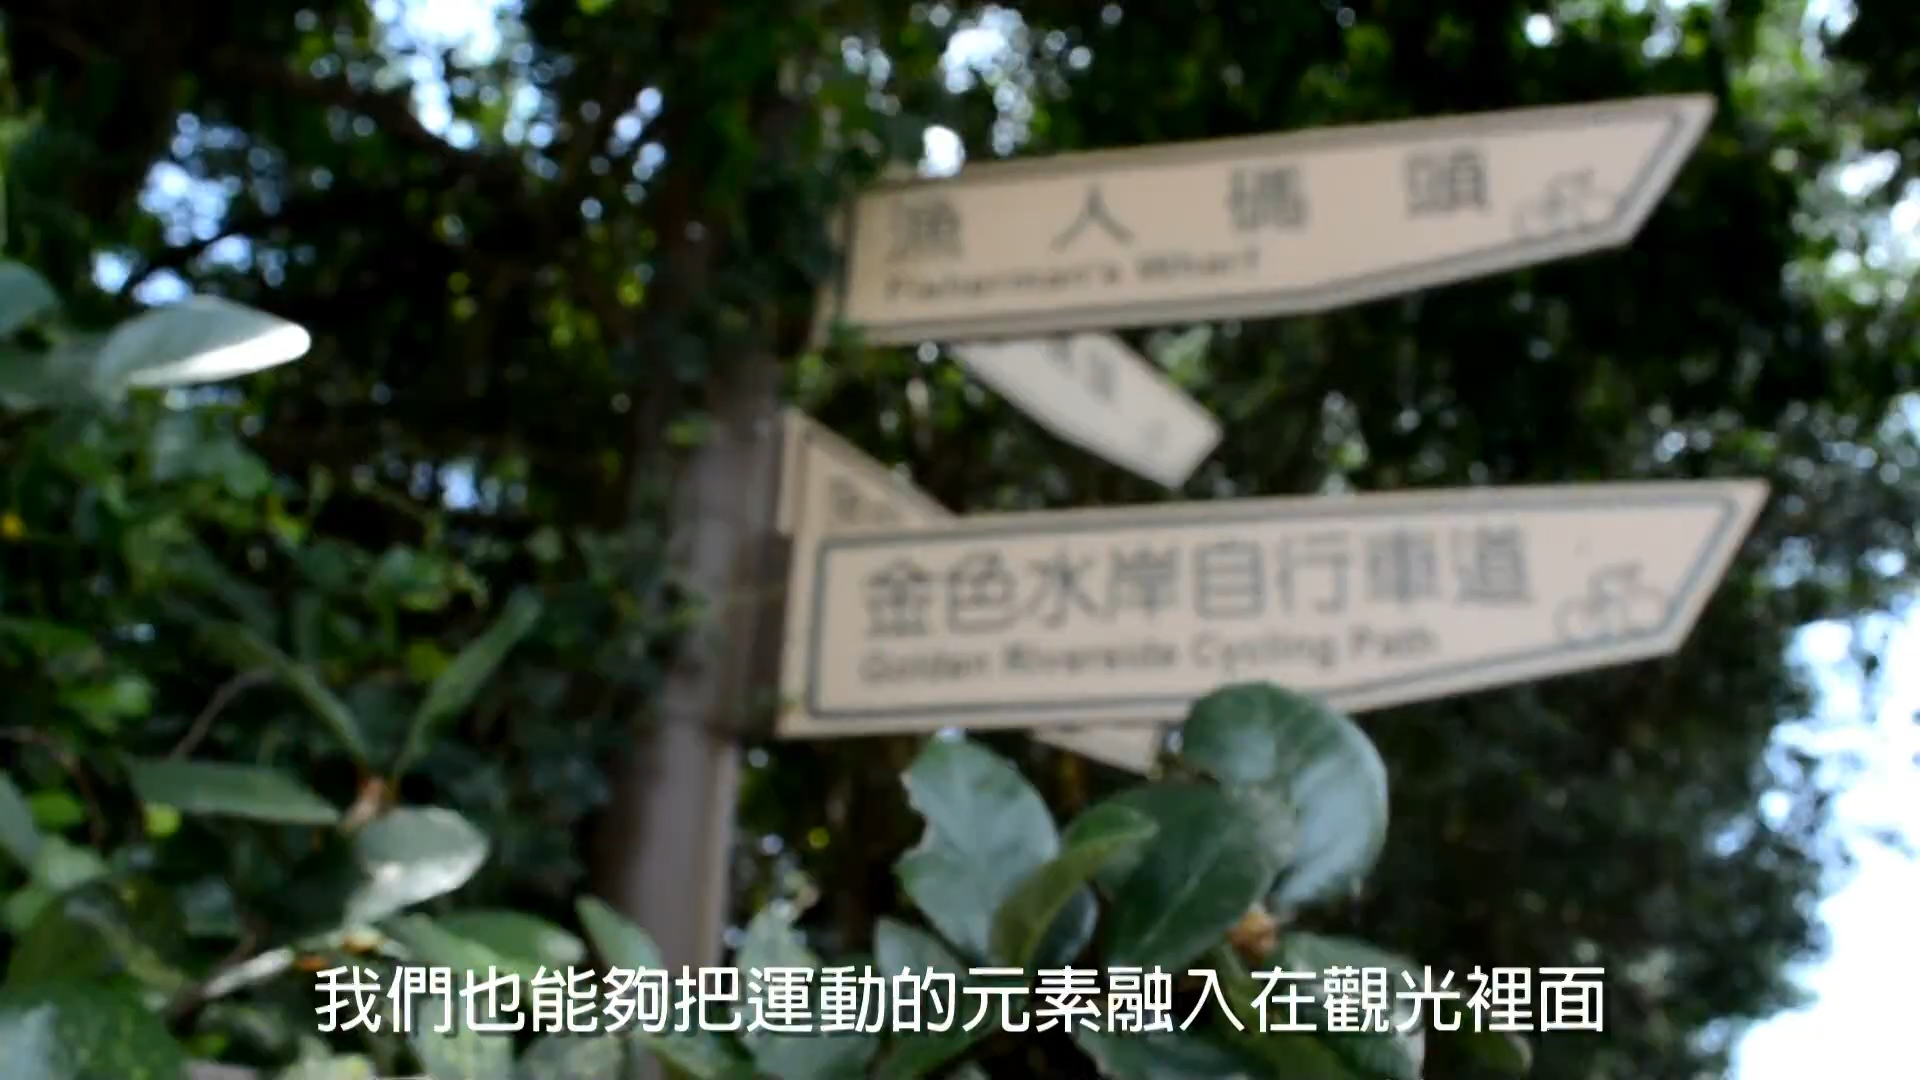 漁人碼頭
Fisherman's Wharf
金色水岸自行車道
Golden Riverside Cycling Path
我們也能夠把運動的元素融入在觀光裡面